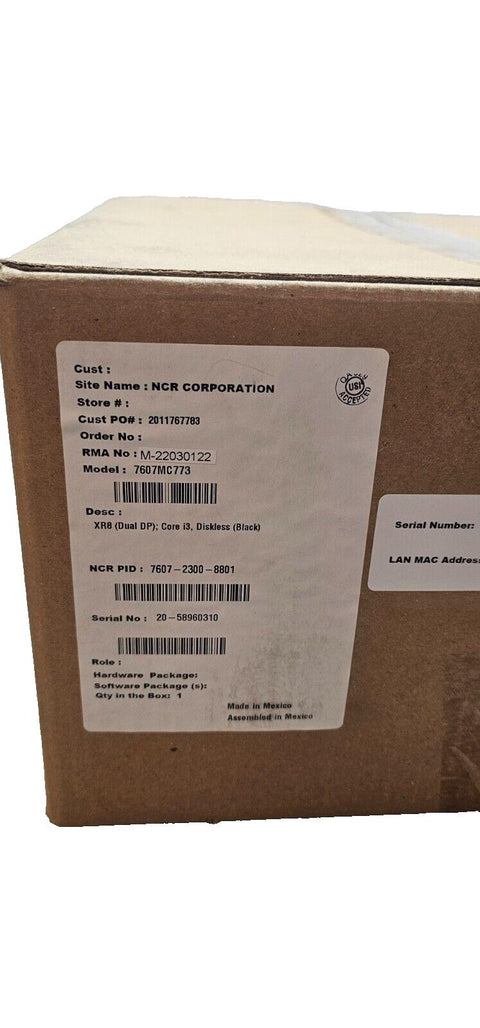 Cust :
Site Name : NCR CORPORATION
Store # :
Cust PO# : 2011767783
Order No :
RMA No : M-22030122
Model : 7607MC773
Desc :
XR8 (Dual DP); Core i3, Diskless (Black)
NCR PID : 7607-2300-8801
Serial No : 20-58960310
Role :
Hardware Package:
Software Package (s):
Qty in the Box: 1
Made in Mexico
Assembled in Mexico
USI
ACCEPTED
Serial Number:
LAN MAC Address: